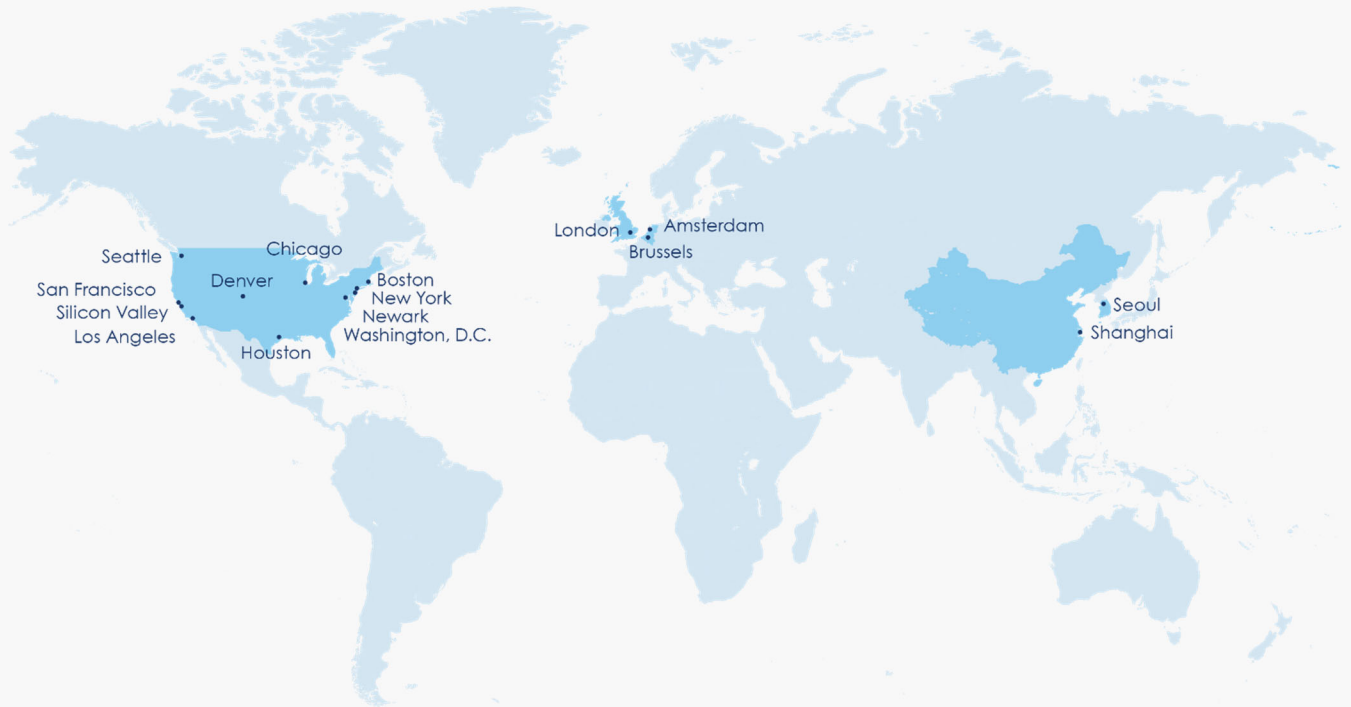 Seattle
Chicago
Denver
San Francisco
Silicon Valley
Los Angeles
Houston
Boston
New York
Newark
Washington, D.C.
London
Amsterdam
Brussels
Seoul
Shanghai